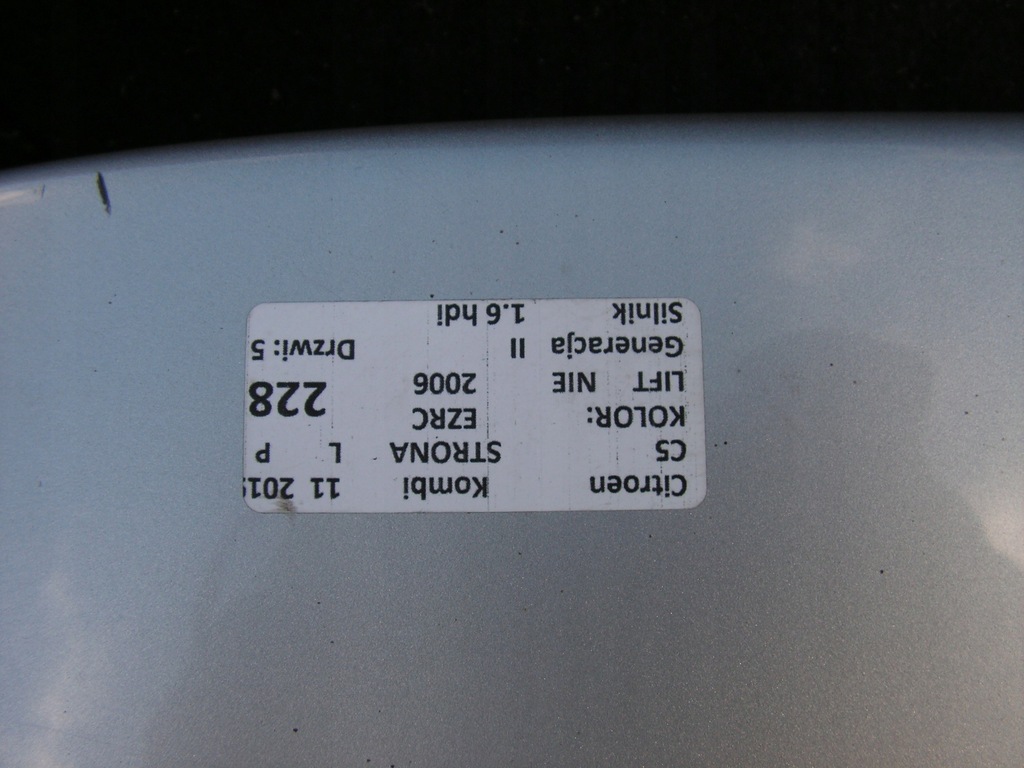 Citroen Kombi 11 201
C5 STRONA L P
KOLOR: EZRC 228
LIFT NIE 2006
Generacja II Drzwi: 5
Silnik 1.6 hdi